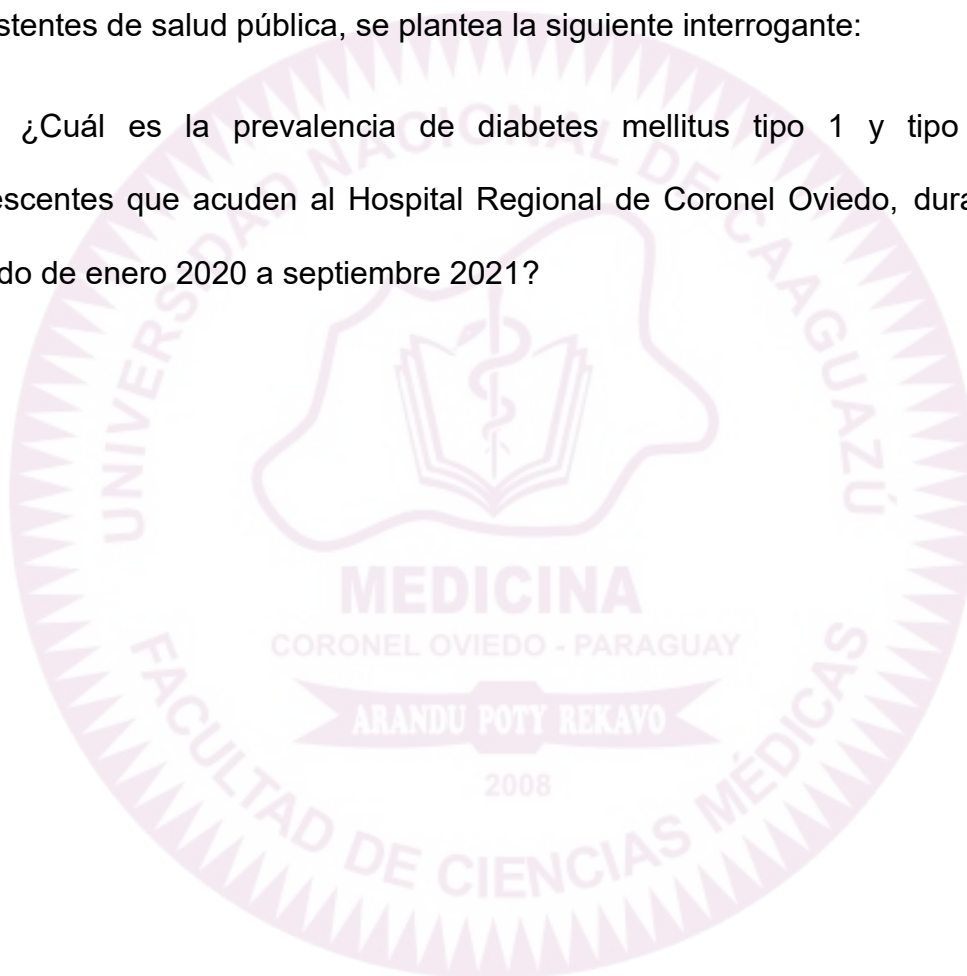 stentes de salud pública, se plantea la siguiente interrogante:
¿Cuál es la prevalencia de diabetes mellitus tipo 1 y tipo
escentes que acuden al Hospital Regional de Coronel Oviedo, dura
do de enero 2020 a septiembre 2021?
UNIVERSIDAD NACIONAL DE CAAGUAZÚ
MEDICINA
CORONEL OVIEDO - PARAGUAY
ARANDU POTY REKAVO
2008
FACULTAD DE CIENCIAS MÉDICAS